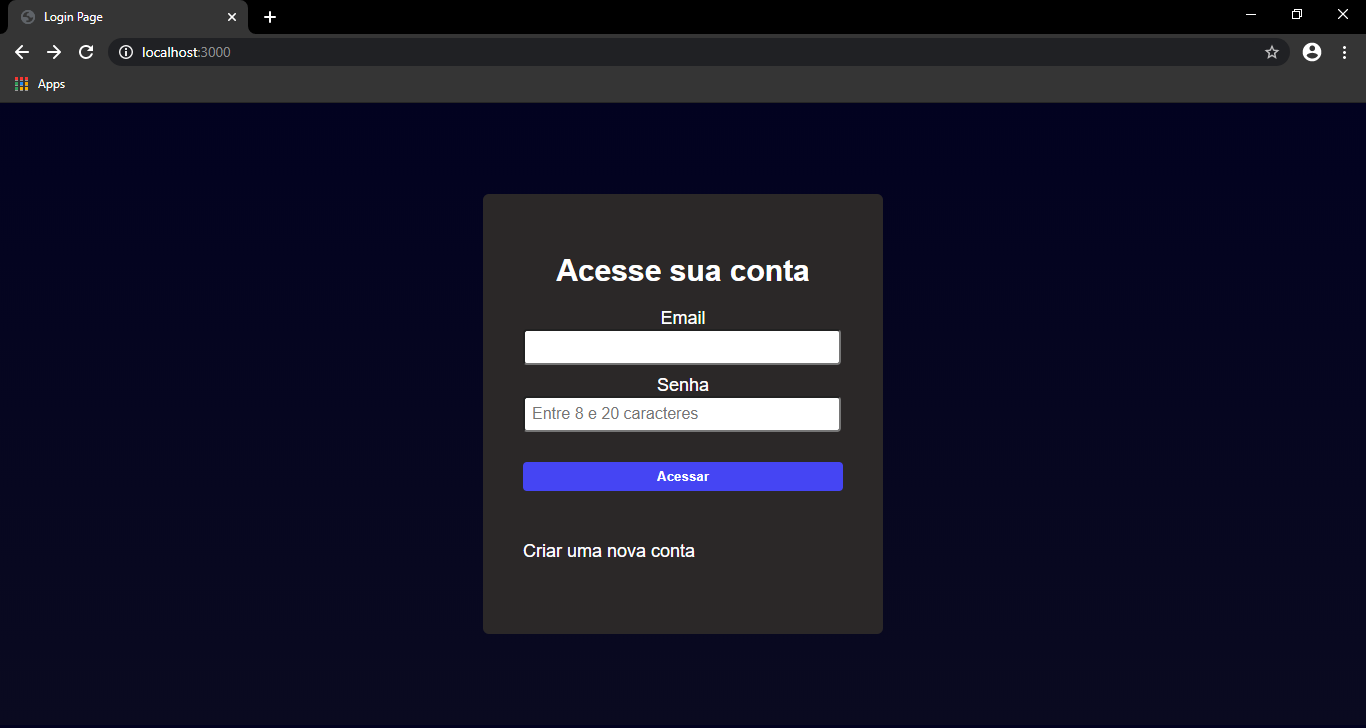 Login Page
localhost:3000
Apps
Acesse sua conta
Email
Senha
Entre 8 e 20 caracteres
Acessar
Criar uma nova conta